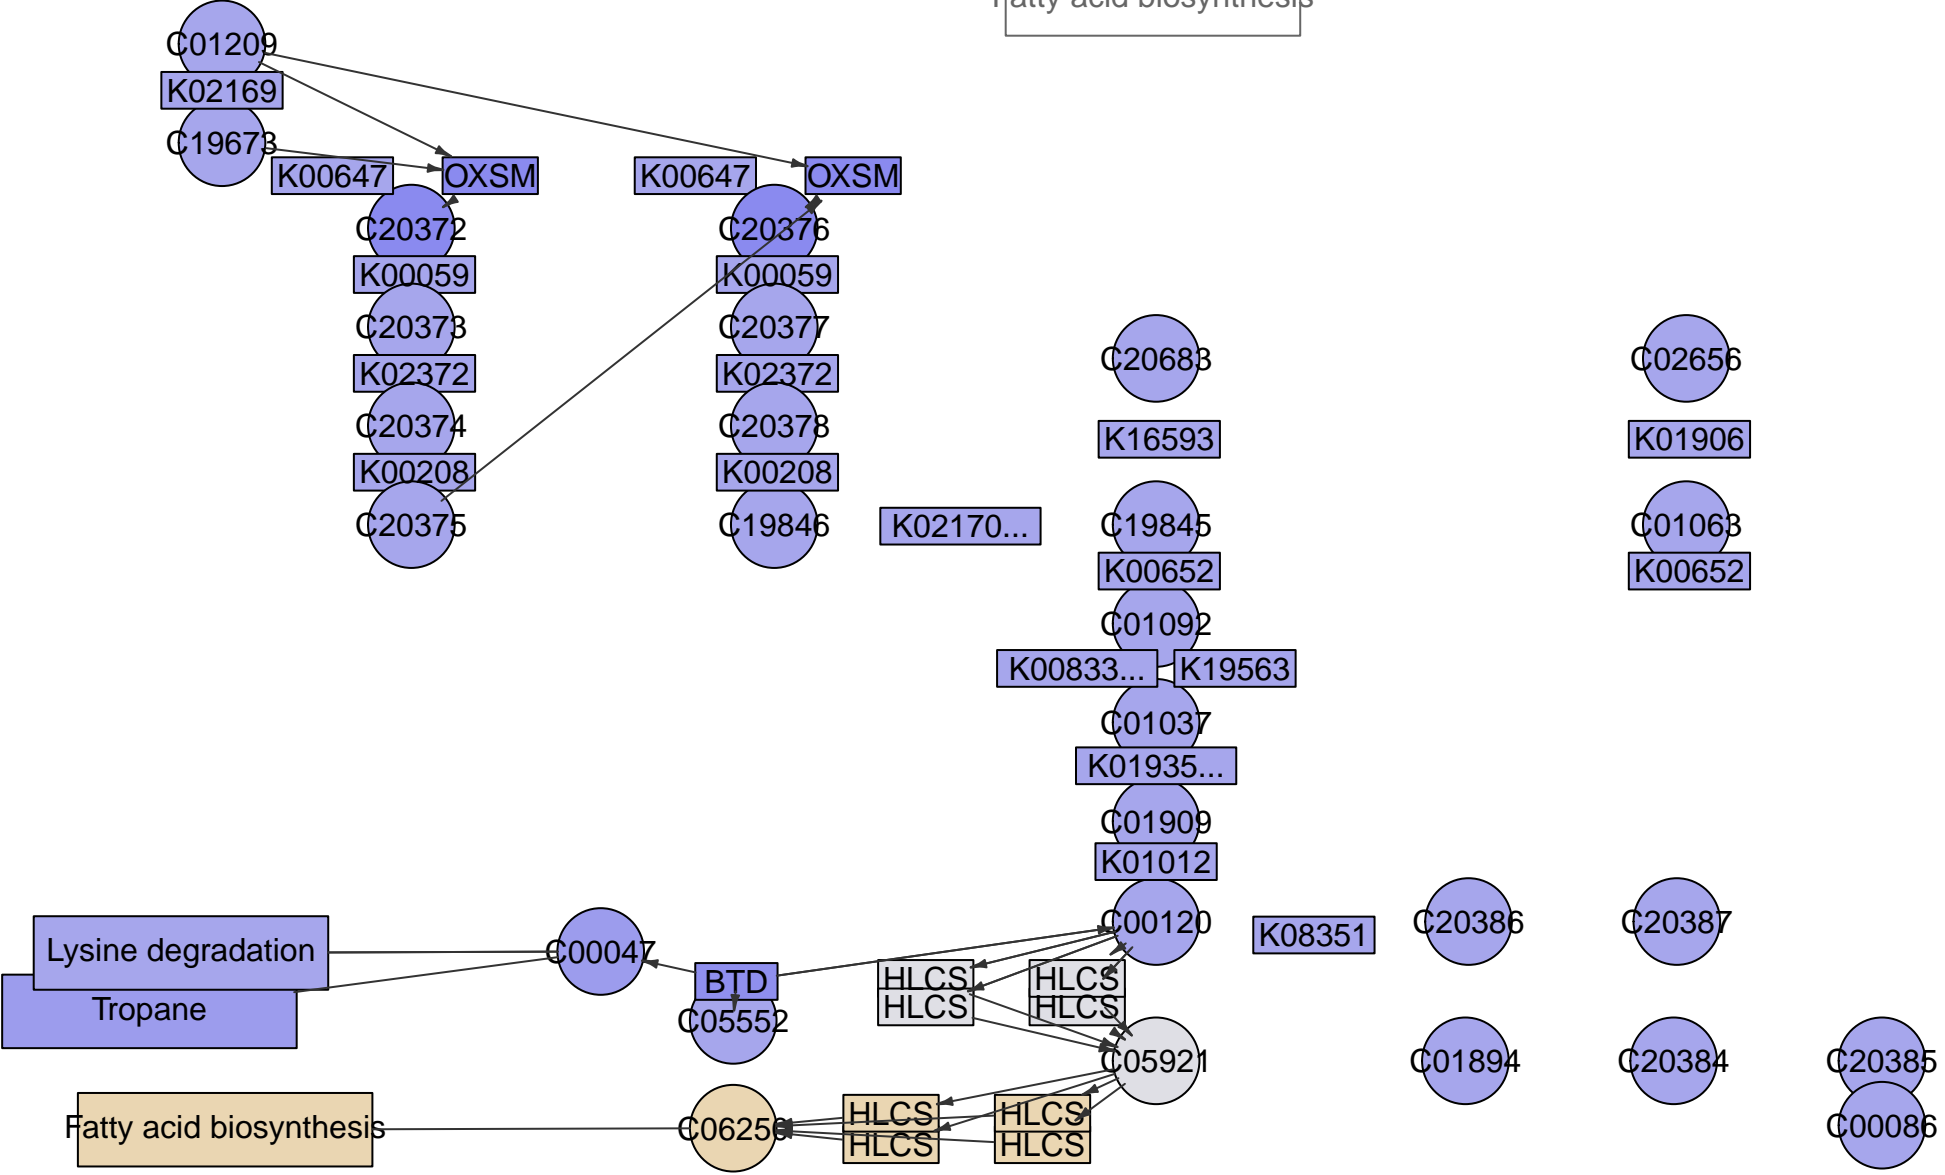 Fatty acid biosynthesis
C01209
K02169
C19673
K00647
OXSM
K00647
OXSM
C20372
C20376
K00059
K00059
C20373
C20377
C20683
C02656
K02372
K02372
C20374
C20378
K16593
K01906
K00208
K00208
C20375
C19846
K02170...
C19845
C01063
K00652
K00652
C01092
K00833...
K19563
C01037
K01935...
C01909
K01012
C00120
K08351
C20386
C20387
Lysine degradation
C00047
BTD
HLCS
HLCS
Tropane
C05552
HLCS
HLCS
C05921
C01894
C20384
C20385
Fatty acid biosynthesis
C06250
HLCS
HLCS
C00086
HLCS
HLCS